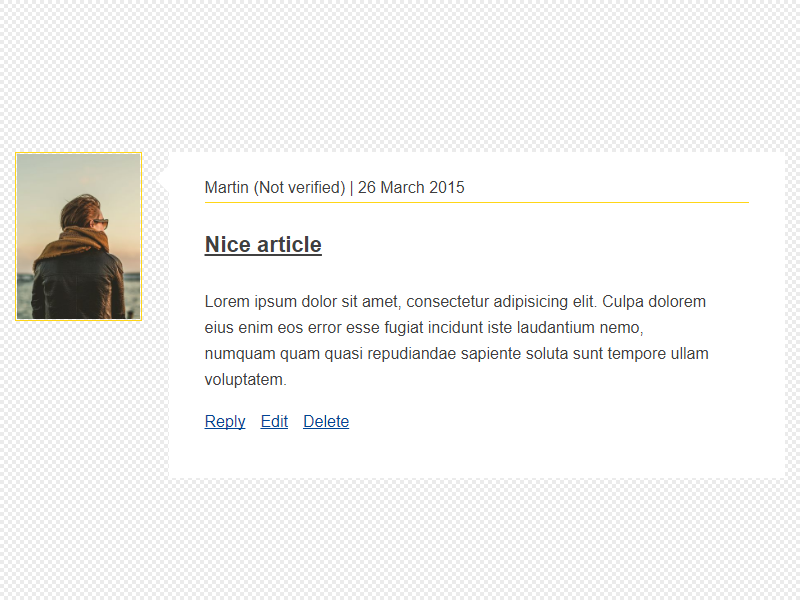 Martin (Not verified) | 26 March 2015
Nice article
Lorem ipsum dolor sit amet, consectetur adipisicing elit. Culpa dolorem
eius enim eos error esse fugiat incidunt iste laudantium nemo,
numquam quam quasi repudiandae sapiente soluta sunt tempore ullam
voluptatem.
Reply Edit Delete